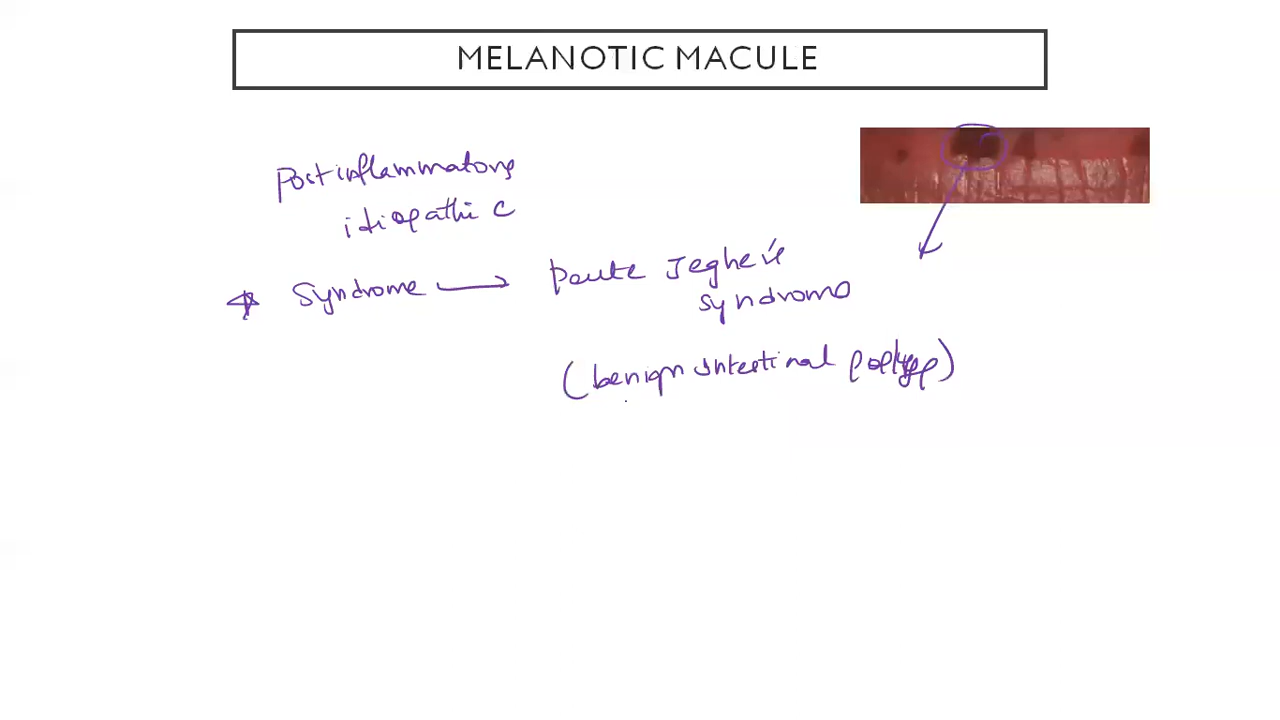 MELANOTIC MACULE
Postinflammatory
idiopathic
Syndrome → Peutz Jegher's
syndrome
(benign intestinal polyp)